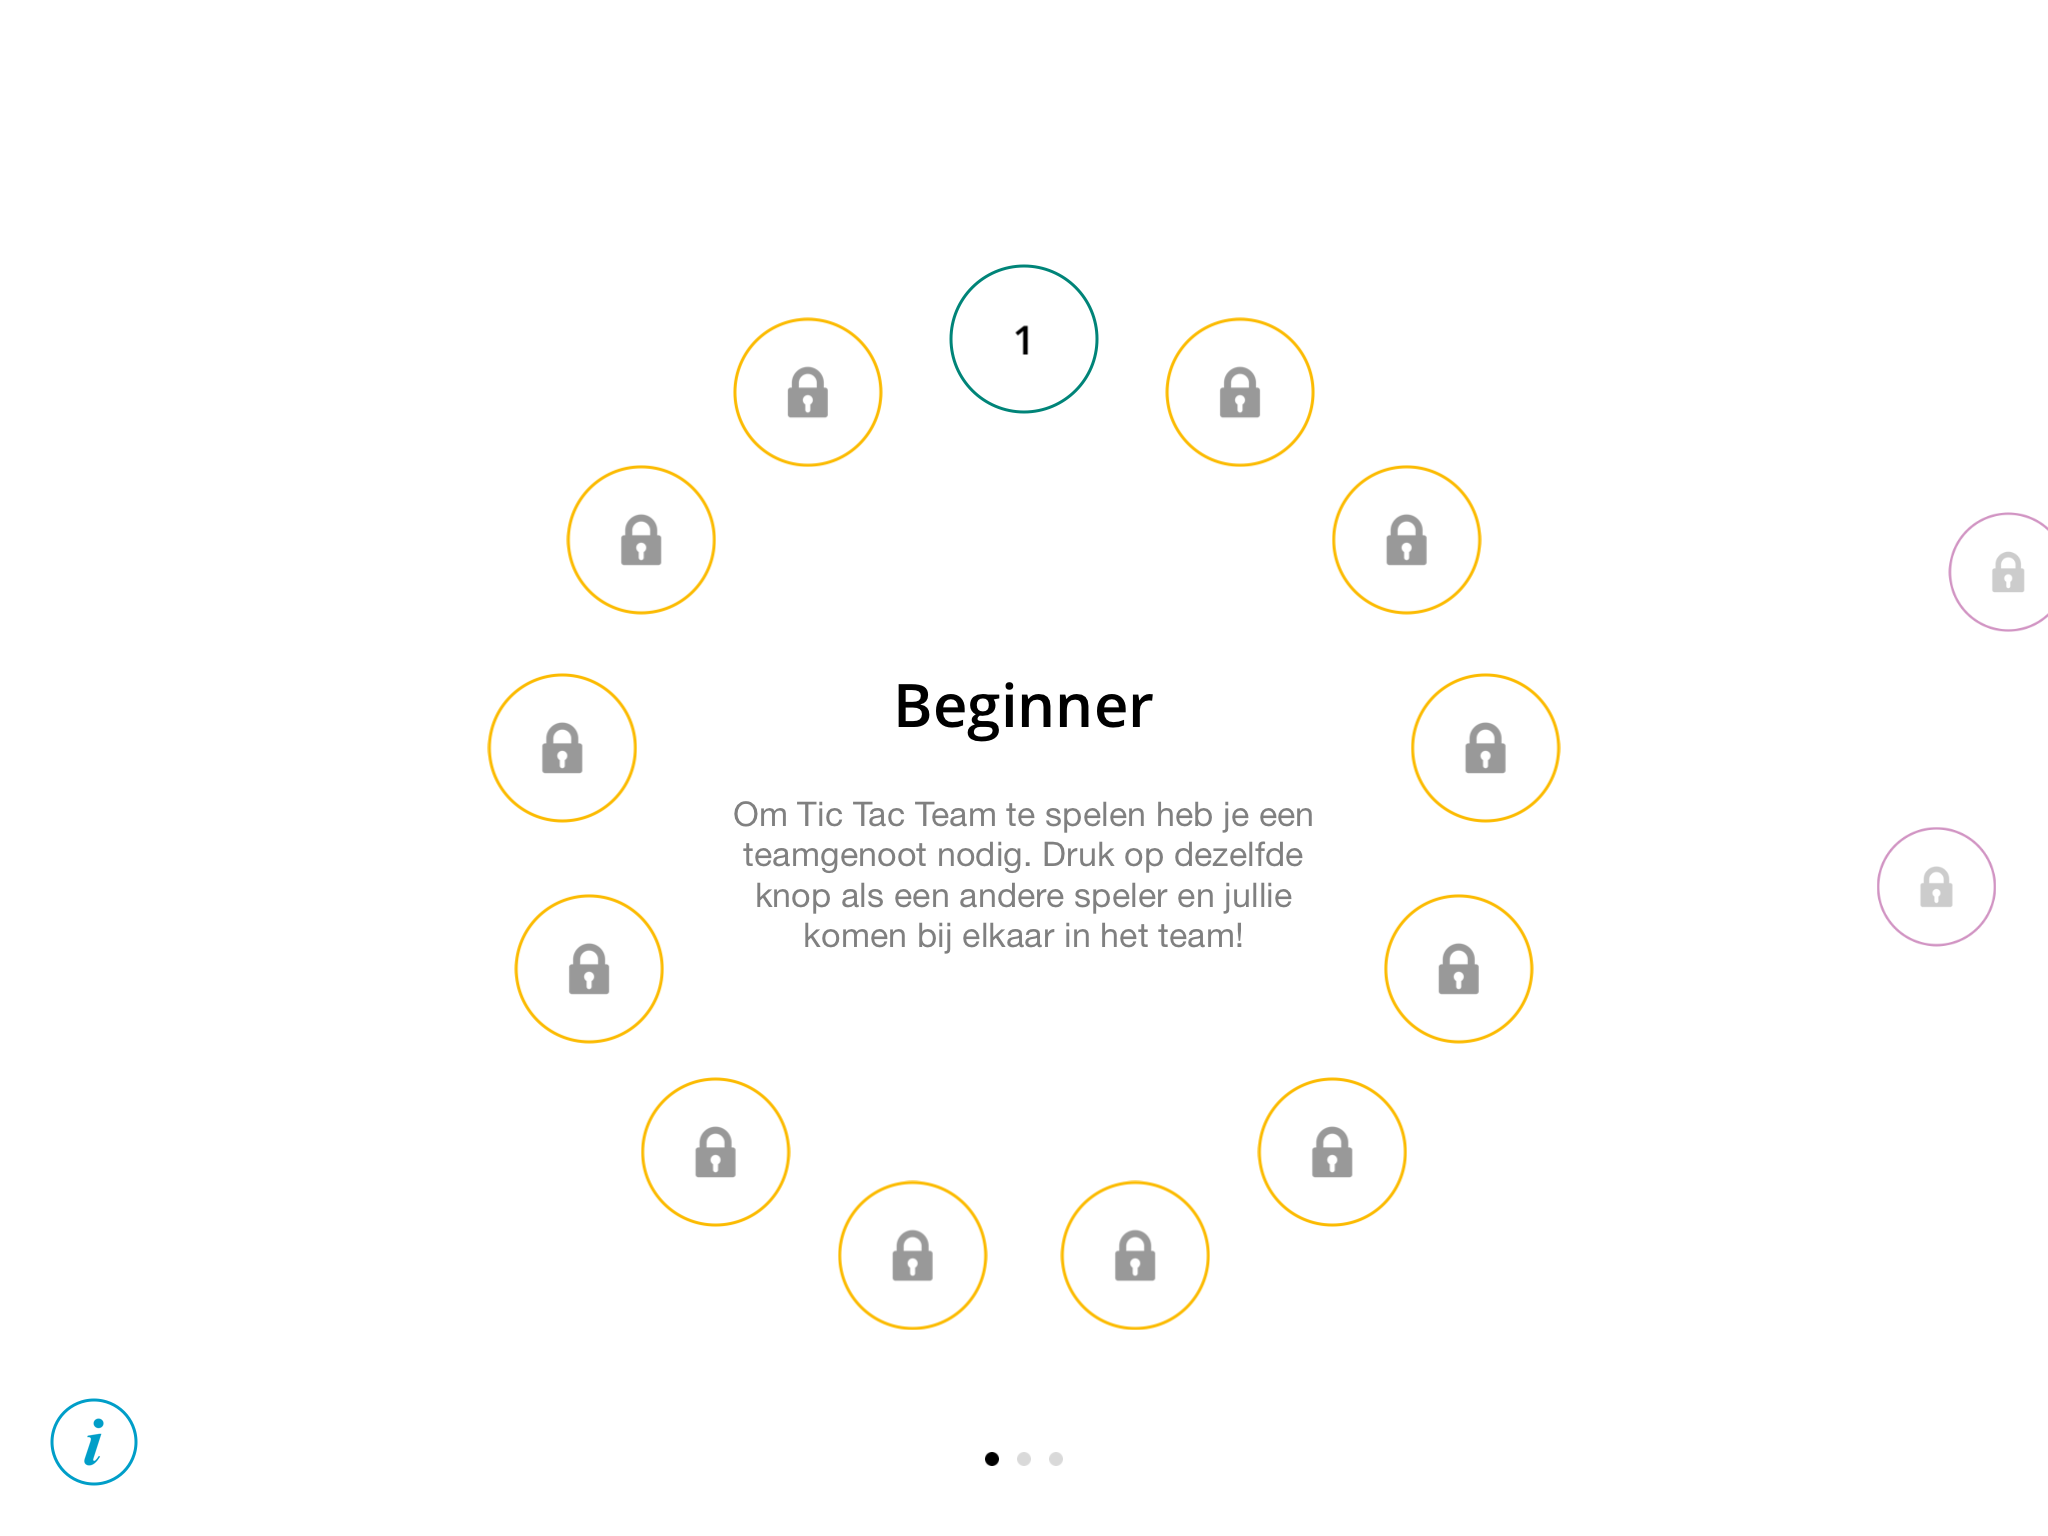 1
Beginner
Om Tic Tac Team te spelen heb je een
teamgenoot nodig. Druk op dezelfde
knop als een andere speler en jullie
komen bij elkaar in het team!
i